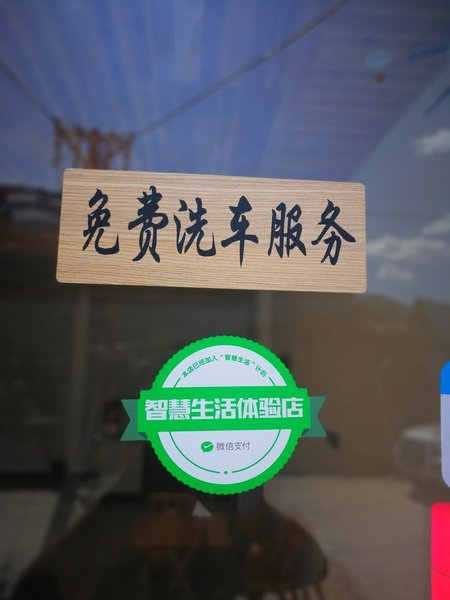 免费洗车服务
本店已经加入“智慧生活”计划
智慧生活体验店
微信支付